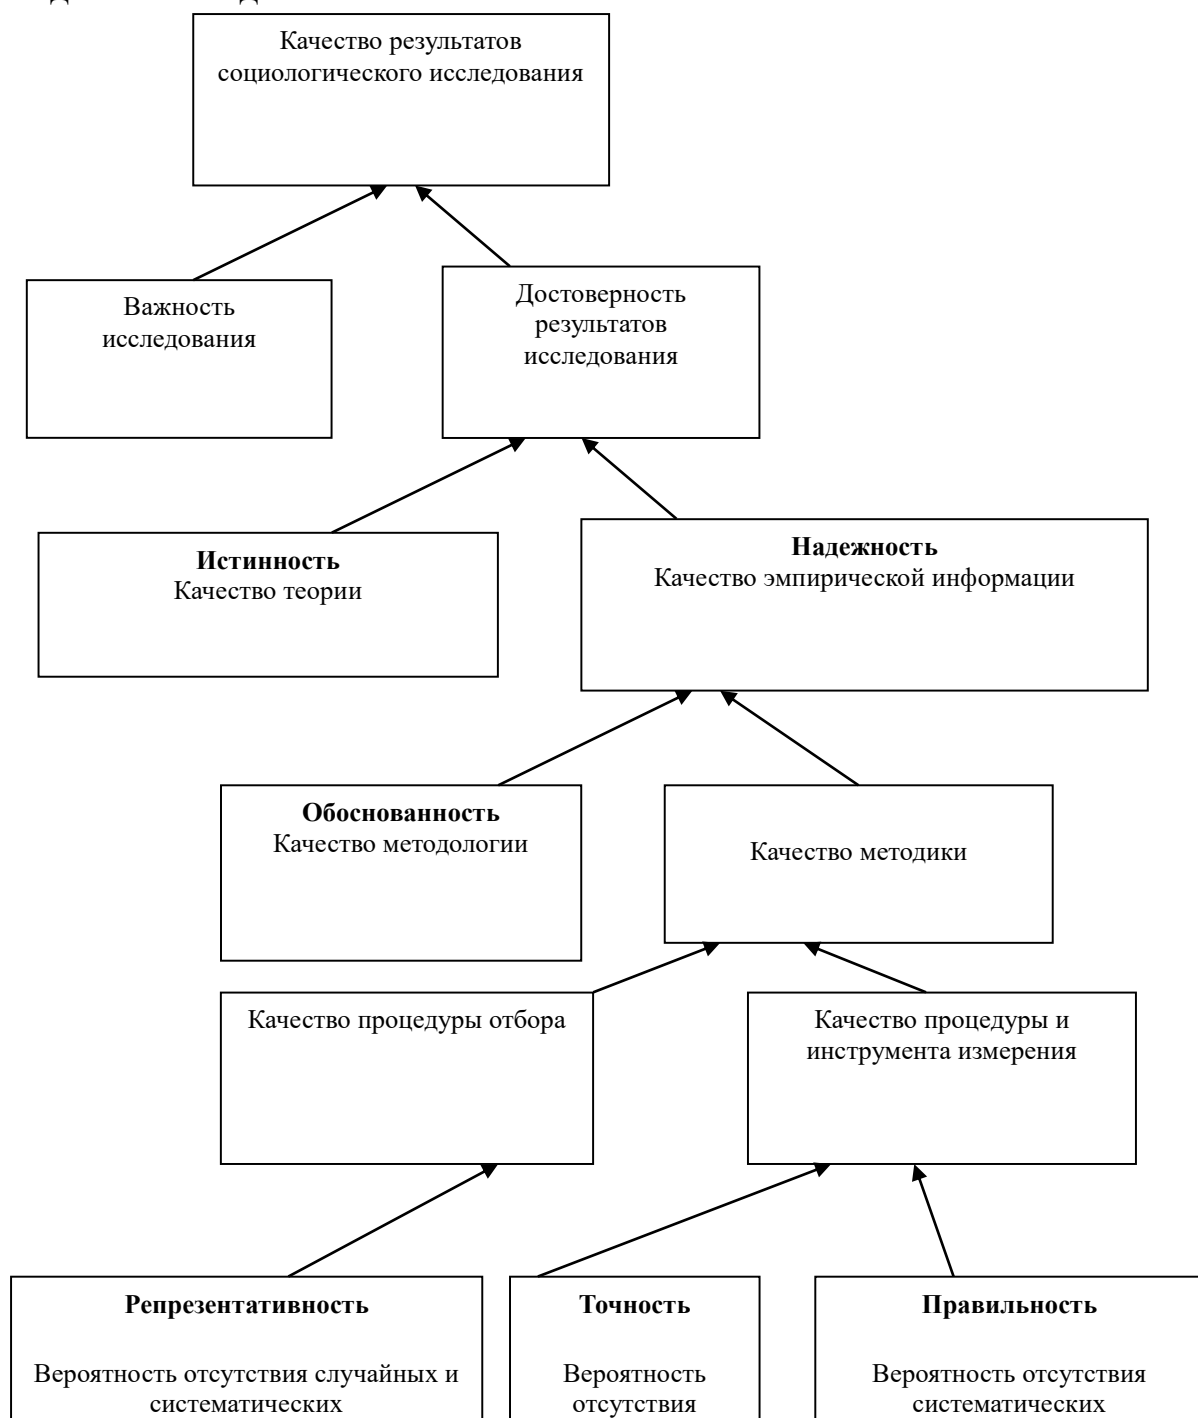 Качество результатов
социологического исследования
Важность
исследования
Достоверность
результатов
исследования
Истинность
Качество теории
Надежность
Качество эмпирической информации
Обоснованность
Качество методологии
Качество методики
Качество процедуры отбора
Качество процедуры и
инструмента измерения
Репрезентативность
Вероятность отсутствия случайных и
систематических
Точность
Вероятность
отсутствия
Правильность
Вероятность отсутствия
систематических